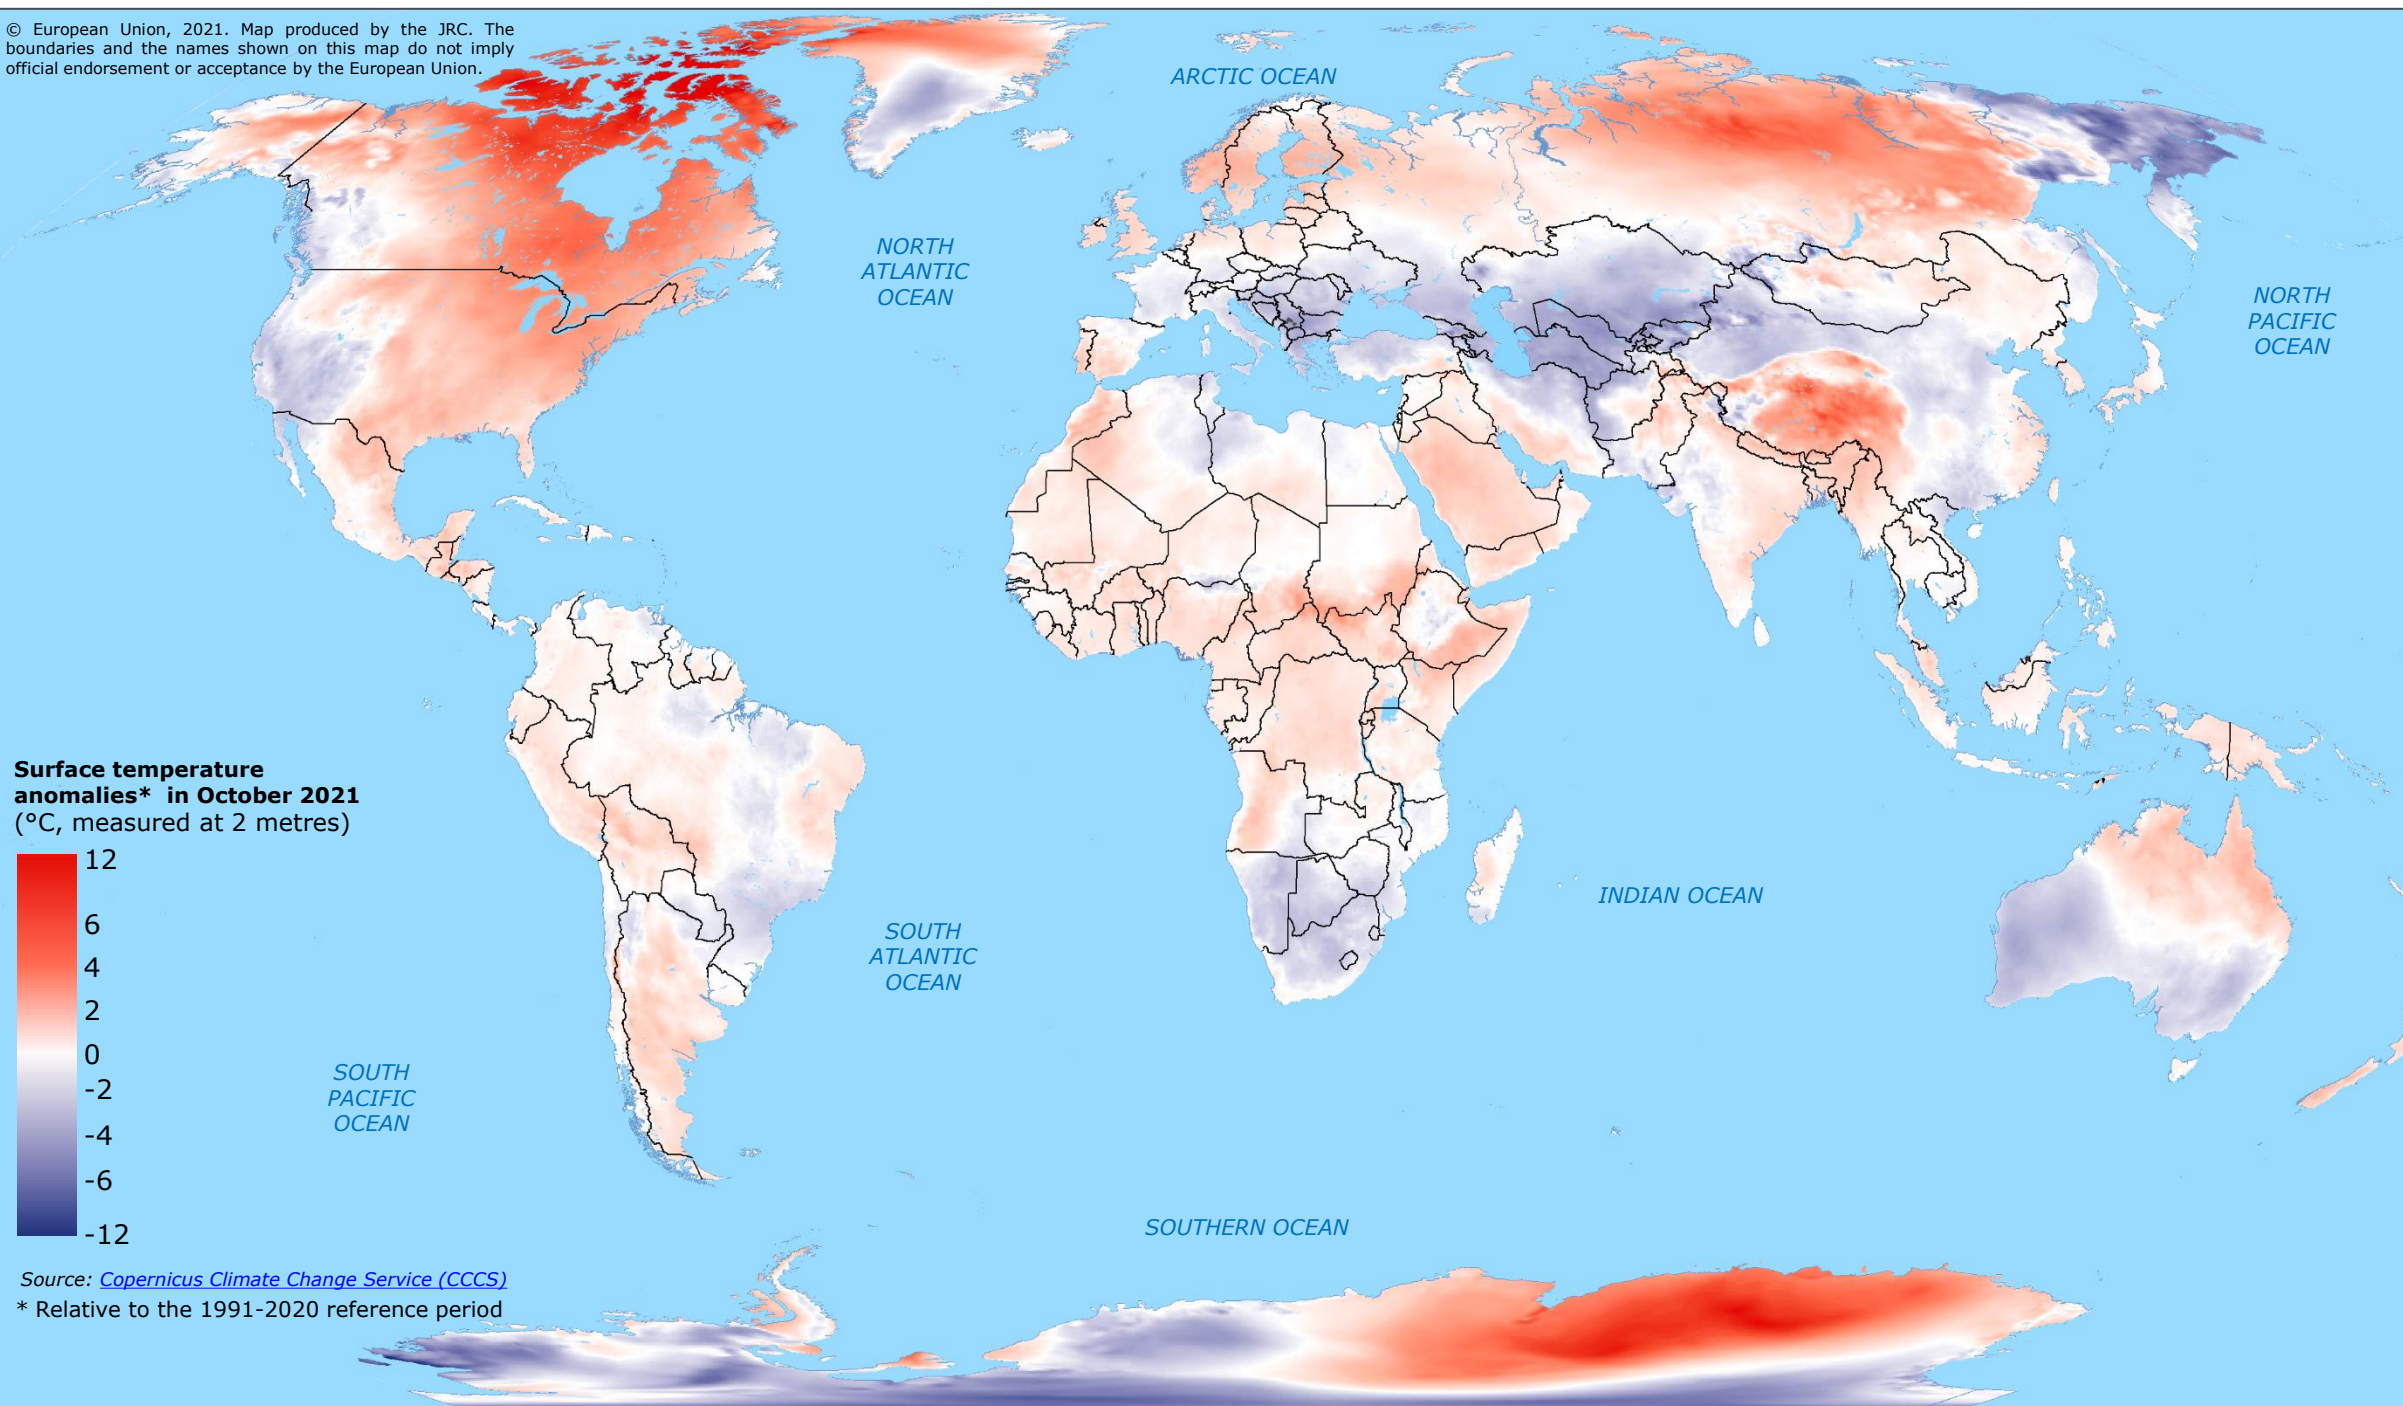 © European Union, 2021. Map produced by the JRC. The
boundaries and the names shown on this map do not imply
official endorsement or acceptance by the European Union.
ARCTIC OCEAN
NORTH
ATLANTIC
OCEAN
NORTH
PACIFIC
OCEAN
Surface temperature
anomalies* in October 2021
(°C, measured at 2 metres)
12
6
4
2
0
-2
-4
-6
-12
INDIAN OCEAN
SOUTH
ATLANTIC
OCEAN
SOUTH
PACIFIC
OCEAN
SOUTHERN OCEAN
Source: Copernicus Climate Change Service (CCCS)
* Relative to the 1991-2020 reference period